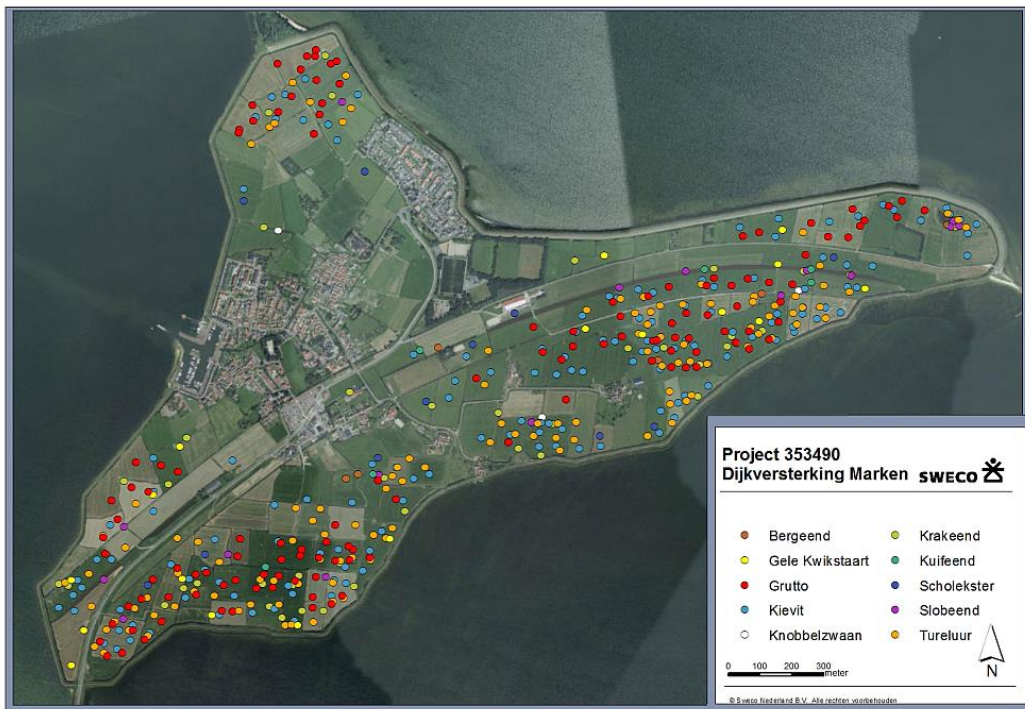 Project 353490
Dijkversterking Marken SWECO
Bergeend
Gele Kwikstaart
Grutto
Kievit
Knobbelzwaan
Krakeend
Kuifeend
Scholekster
Slobeend
Tureluur
0 100 200 300
meter
N
© Sweco Nederland B.V. Alle rechten voorbehouden